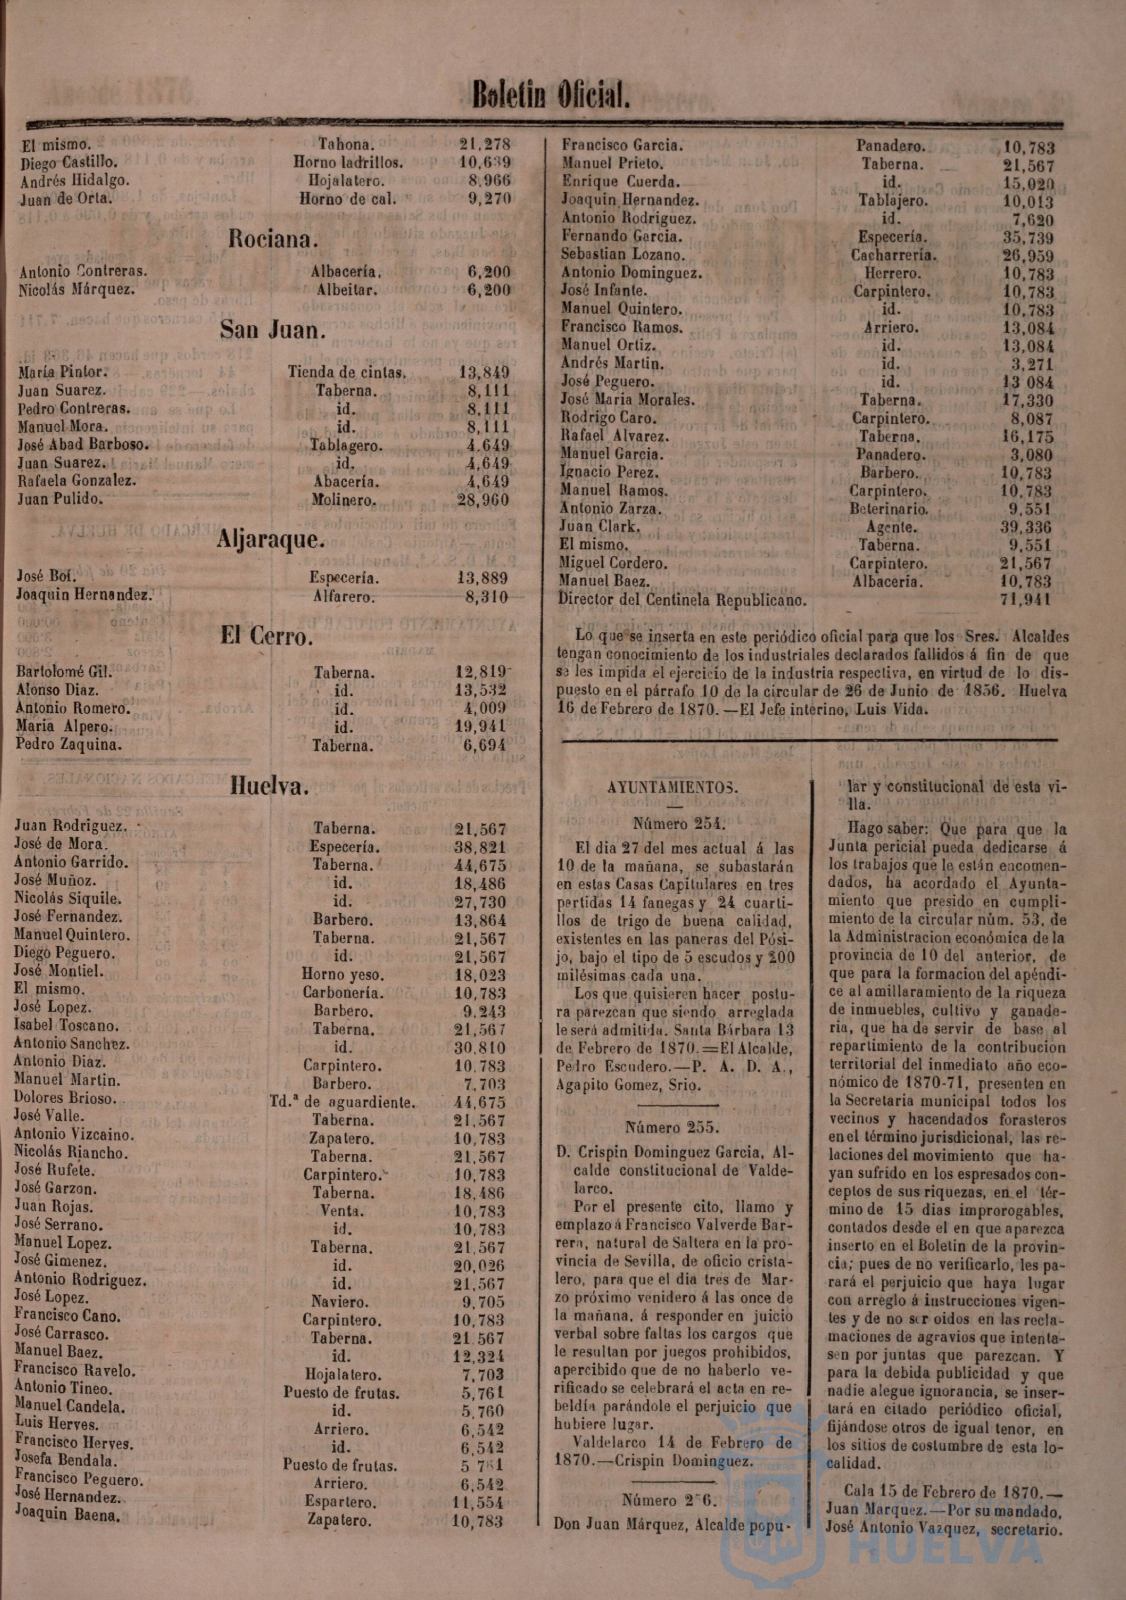 Boletin Oficial.
El mismo. Tahona. 21,278
Diego Castillo. Horno ladrillos. 10,639
Andrés Hidalgo. Hojalatero. 8,966
Juan de Orta. Horno de cal. 9,270
Rociana.
Antonio Contreras. Albacería. 6,200
Nicolás Márquez. Albeitar. 6,200
San Juan.
María Pintor. Tienda de cintas. 13,849
Juan Suarez. Taberna. 8,111
Pedro Contreras. id. 8,111
Manuel Mora. id. 8,111
José Abad Barboso. Tablagero. 4,649
Juan Suarez. id. 4,649
Rafaela Gonzalez. Abacería. 4,649
Juan Pulido. Molinero. 28,960
Aljaraque.
José Boí. Especería. 13,889
Joaquin Hernandez. Alfarero. 8,310
El Cerro.
Bartolomé Gil. Taberna. 12,819
Alonso Diaz. id. 13,532
Antonio Romero. id. 4,009
Maria Alpero. id. 19,941
Pedro Zaquina. Taberna. 6,694
Huelva.
Juan Rodriguez. Taberna. 21,567
José de Mora. Especería. 38,821
Antonio Garrido. Taberna. 44,675
José Muñoz. id. 18,486
Nicolás Siquile. id. 27,730
José Fernandez. Barbero. 13,864
Manuel Quintero. Taberna. 21,567
Diego Peguero. id. 21,567
José Montiel. Horno yeso. 18,023
El mismo. Carbonería. 10,783
José Lopez. Barbero. 9,243
Isabel Toscano. Taberna. 21,567
Antonio Sanchez. id. 30,810
Antonio Diaz. Carpintero. 10,783
Manuel Martin. Barbero. 7,703
Dolores Brioso. Td.ª de aguardiente. 44,675
José Valle. Taberna. 21,567
Antonio Vizcaino. Zapatero. 10,783
Nicolás Riancho. Taberna. 21,567
José Rufete. Carpintero. 10,783
José Garzon. Taberna. 18,486
Juan Rojas. Venta. 10,783
José Serrano. id. 10,783
Manuel Lopez. Taberna. 21,567
José Gimenez. id. 20,026
Antonio Rodriguez. id. 21,567
José Lopez. Naviero. 9,705
Francisco Cano. Carpintero. 10,783
José Carrasco. Taberna. 21,567
Manuel Baez. id. 12,324
Francisco Ravelo. Hojalatero. 7,703
Antonio Tineo. Puesto de frutas. 5,761
Manuel Candela. id. 5,760
Luis Herves. Arriero. 6,542
Francisco Herves. id. 6,542
Josefa Bendala. Puesto de frutas. 5 761
Francisco Peguero. Arriero. 6,542
José Hernandez. Espartero. 11,554
Joaquin Baena. Zapatero. 10,783
Francisco Garcia. Panadero. 10,783
Manuel Prieto. Taberna. 21,567
Enrique Cuerda. id. 15,020
Joaquin Hernandez. Tablajero. 10,013
Antonio Rodriguez. id. 7,620
Fernando Garcia. Especería. 35,739
Sebastian Lozano. Cacharrería. 26,959
Antonio Dominguez. Herrero. 10,783
José Infante. Carpintero. 10,783
Manuel Quintero. id. 10,783
Francisco Ramos. Arriero. 13,084
Manuel Ortiz. id. 13,084
Andrés Martin. id. 3,271
José Peguero. id. 13 084
José Maria Morales. Taberna. 17,330
Rodrigo Caro. Carpintero. 8,087
Rafael Alvarez. Taberna. 16,175
Manuel Garcia. Panadero. 3,080
Ignacio Perez. Barbero. 10,783
Manuel Ramos. Carpintero. 10,783
Antonio Zarza. Beterinario. 9,551
Juan Clark. Agente. 39,336
El mismo. Taberna. 9,551
Miguel Cordero. Carpintero. 21,567
Manuel Baez. Albaceria. 10,783
Director del Centinela Republicano. 71,941
Lo que se inserta en este periódico oficial para que los Sres. Alcaldes
tengan conocimiento de los industriales declarados fallidos á fin de que
se les impida el ejercicio de la industria respectiva, en virtud de lo dis-
puesto en el párrafo 10 de la circular de 26 de Junio de 1856. Huelva
16 de Febrero de 1870.—El Jefe interino, Luis Vida.
AYUNTAMIENTOS.
Número 254.
El dia 27 del mes actual á las
10 de la mañana, se subastarán
en estas Casas Capitulares en tres
partidas 14 fanegas y 24 cuarti-
llos de trigo de buena calidad,
existentes en las paneras del Pósi-
jo, bajo el tipo de 5 escudos y 200
milésimas cada una.
Los que quisieren hacer postu-
ra parezcan que siendo arreglada
le será admitida. Santa Bárbara 13
de Febrero de 1870.=El Alcalde,
Pedro Escudero.—P. A. D. A.,
Agapito Gomez, Srio.
Número 255.
D. Crispin Dominguez Garcia, Al-
calde constitucional de Valde-
larco.
Por el presente cito, llamo y
emplazo á Francisco Valverde Bar-
rera, natural de Saltera en la pro-
vincia de Sevilla, de oficio crista-
lero, para que el dia tres de Mar-
zo próximo venidero á las once de
la mañana, á responder en juicio
verbal sobre faltas los cargos que
le resultan por juegos prohibidos,
apercibido que de no haberlo ve-
rificado se celebrará el acta en re-
beldía parándole el perjuicio que
hubiere lugar.
Valdelarco 14 de Febrero de
1870.—Crispin Dominguez.
Número 2 6.
Don Juan Márquez, Alcalde popu-
lar y constitucional de esta vi-
lla.
Hago saber: Que para que la
Junta pericial pueda dedicarse á
los trabajos que le están encomen-
dados, ha acordado el Ayunta-
miento que presido en cumpli-
miento de la circular núm. 53, de
la Administracion económica de la
provincia de 10 del anterior, de
que para la formacion del apéndi-
ce al amillaramiento de la riqueza
de inmuebles, cultivo y ganade-
ria, que ha de servir de base al
repartimiento de la contribucion
territorial del inmediato año eco-
nómico de 1870-71, presenten en
la Secretaria municipal todos los
vecinos y hacendados forasteros
en el término jurisdicional, las re-
laciones del movimiento que ha-
yan sufrido en los espresados con-
ceptos de sus riquezas, en el tér-
mino de 15 dias improrogables,
contados desde el en que aparezca
inserto en el Boletin de la provin-
cia; pues de no verificarlo, les pa-
rará el perjuicio que haya lugar
con arreglo á instrucciones vigen-
tes y de no ser oidos en las recla-
maciones de agravios que intenta-
sen por juntas que parezcan. Y
para la debida publicidad y que
nadie alegue ignorancia, se inser-
tará en citado periódico oficial,
fijándose otros de igual tenor, en
los sitios de costumbre de esta lo-
calidad.
Cala 15 de Febrero de 1870.—
Juan Marquez.—Por su mandado,
José Antonio Vazquez, secretario.
HUELVA